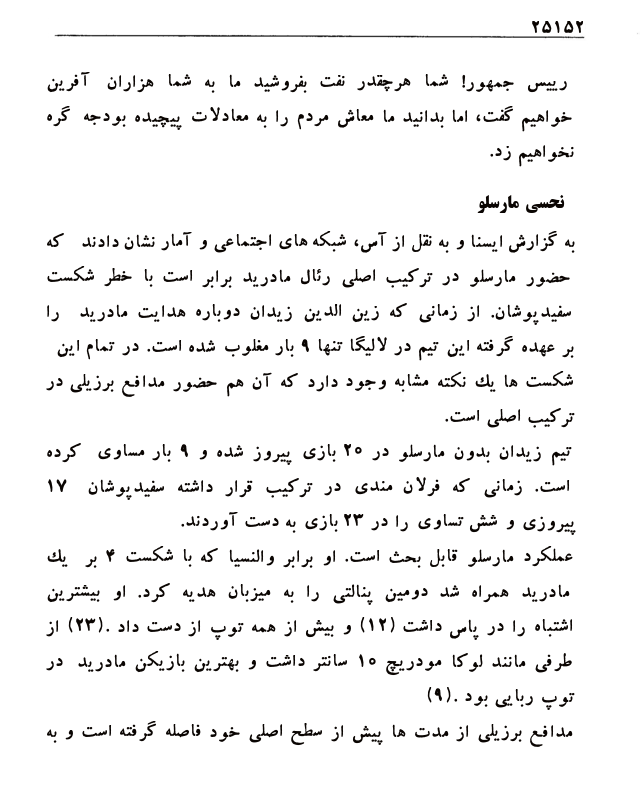 ۲۵۱۵۲
رییس جمهور! شما هرچقدر نفت بفروشید ما به شما هزاران آفرین
خواهیم گفت، اما بدانید ما معاش مردم را به معادلات پیچیده بودجه گره
نخواهیم زد.
نحسی مارسلو
به گزارش ایسنا و به نقل از آس، شبکه های اجتماعی و آمار نشان دادند که
حضور مارسلو در ترکیب اصلی رئال مادرید برابر است با خطر شکست
سفیدپوشان. از زمانی که زین الدین زیدان دوباره هدایت مادرید را
بر عهده گرفته این تیم در لالیگا تنها ۹ بار مغلوب شده است. در تمام این
شکست ها یك نکته مشابه وجود دارد که آن هم حضور مدافع برزیلی در
ترکیب اصلی است.
تیم زیدان بدون مارسلو در ۲۰ بازی پیروز شده و ۹ بار مساوی کرده
است. زمانی که فرلان مندی در ترکیب قرار داشته سفیدپوشان ۱۷
پیروزی و شش تساوی را در ۲۳ بازی به دست آوردند.
عملکرد مارسلو قابل بحث است. او برابر والنسیا که با شکست ۴ بر یك
مادرید همراه شد دومین پنالتی را به میزبان هدیه کرد. او بیشترین
اشتباه را در پاس داشت (۱۲) و بیش از همه توپ از دست داد .(۲۳) از
طرفی مانند لوکا مودریچ ۱۵ سانتر داشت و بهترین بازیکن مادرید در
توپ ربایی بود .(۹)
مدافع برزیلی از مدت ها پیش از سطح اصلی خود فاصله گرفته است و به